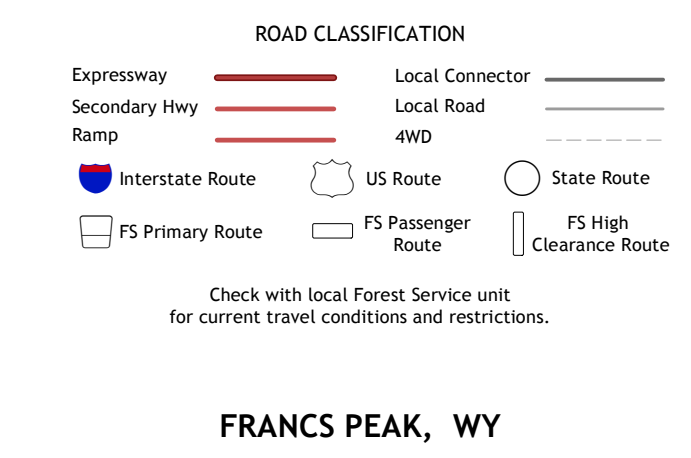 ROAD CLASSIFICATION
Expressway
Local Connector
Secondary Hwy
Local Road
Ramp
4WD
Interstate Route
US Route
State Route
FS Primary Route
FS Passenger
Route
FS High
Clearance Route
Check with local Forest Service unit
for current travel conditions and restrictions.
FRANCS PEAK, WY